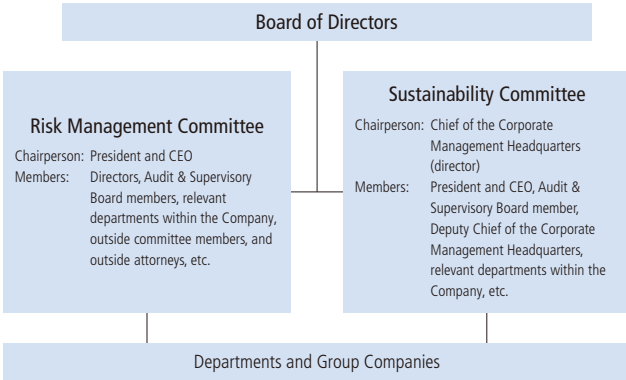 Board of Directors
Risk Management Committee
Chairperson: President and CEO
Members: Directors, Audit & Supervisory
Board members, relevant
departments within the Company,
outside committee members, and
outside attorneys, etc.
Sustainability Committee
Chairperson: Chief of the Corporate
Management Headquarters
(director)
Members: President and CEO, Audit &
Supervisory Board member,
Deputy Chief of the Corporate
Management Headquarters,
relevant departments within the
Company, etc.
Departments and Group Companies